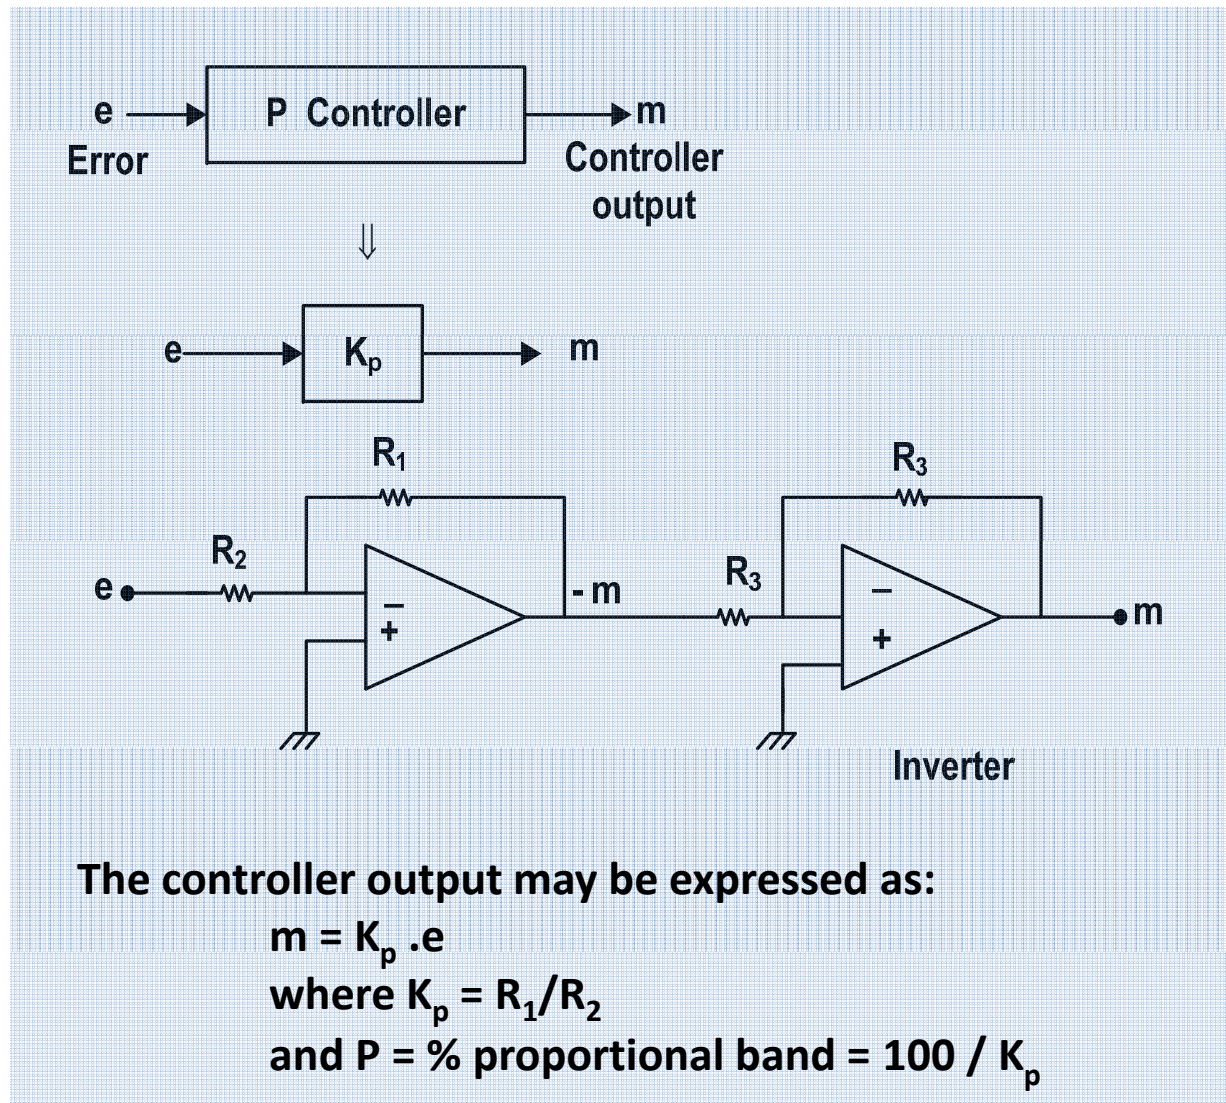 e P Controller m
Error Controller
output
⇓
e Kp m
R1 R3
R2 R3
e - m m
−
+
−
+
Inverter
The controller output may be expressed as:
m = Kp .e
where Kp = R1/R2
and P = % proportional band = 100 / Kp